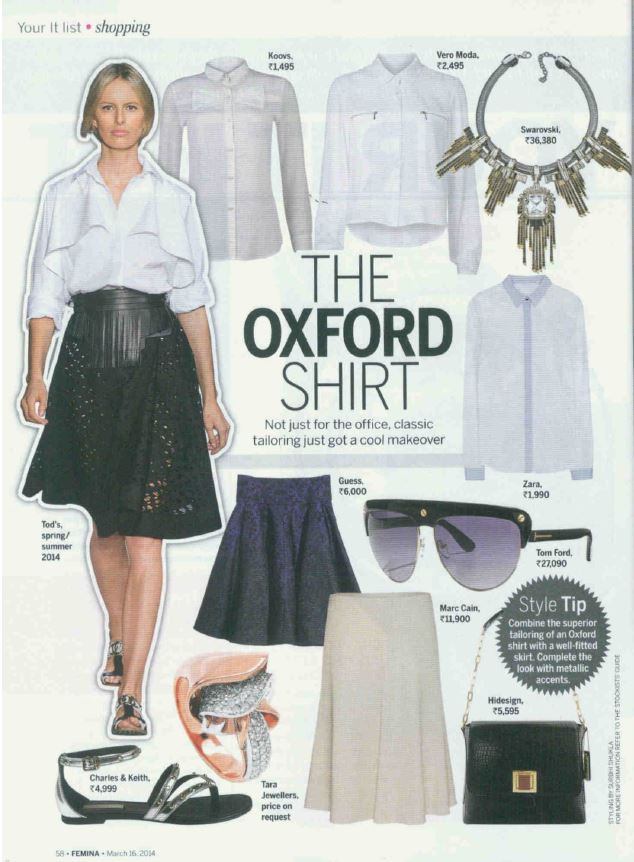 Your It list • shopping
Koovs,
₹1,495
Vero Moda,
₹2,495
Swarovski,
₹36,380
THE
OXFORD
SHIRT
Not just for the office, classic
tailoring just got a cool makeover
Zara,
₹1,990
Guess,
₹6,000
Tod's,
spring/
summer
2014
Tom Ford,
₹27,090
Marc Cain,
₹11,900
Style Tip
Combine the superior
tailoring of an Oxford
shirt with a well-fitted
skirt. Complete the
look with metallic
accents.
Hidesign,
₹5,595
Charles & Keith,
₹4,999
Tara
Jewellers,
price on
request
STYLING BY SURBHI SHUKLA
FOR MORE INFORMATION REFER TO THE STOCKISTS' GUIDE
58 • FEMINA • March 16, 2014